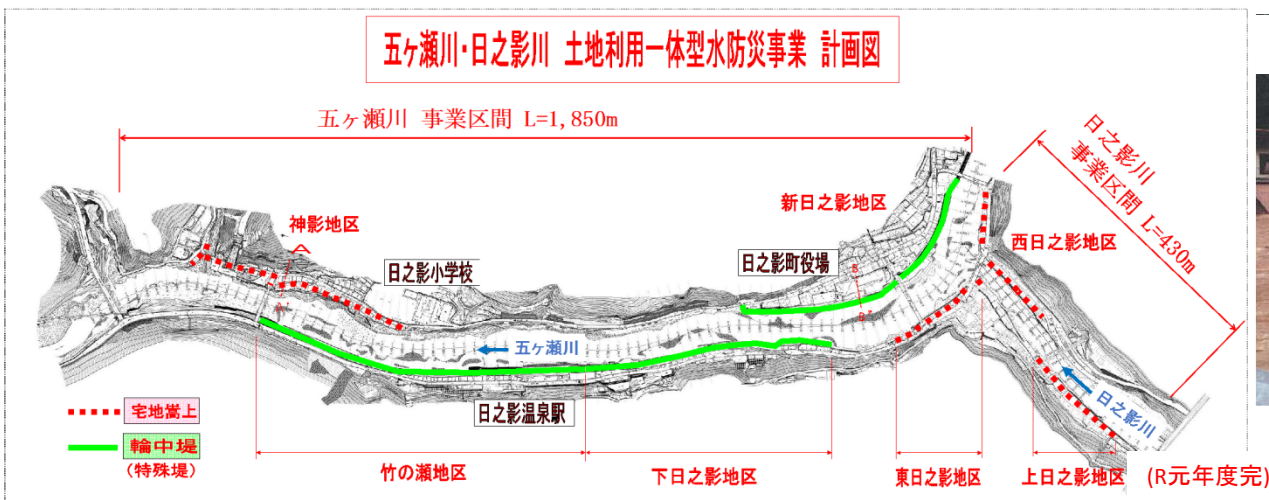 五ヶ瀬川・日之影川 土地利用一体型水防災事業 計画図
五ヶ瀬川 事業区間 L=1,850m
日之影川
事業区間 L=430m
神影地区
新日之影地区
西日之影地区
日之影小学校
日之影町役場
五ヶ瀬川
日之影川
宅地嵩上
輪中堤
(特殊堤)
日之影温泉駅
竹の瀬地区
下日之影地区
東日之影地区
上日之影地区
(R元年度完)